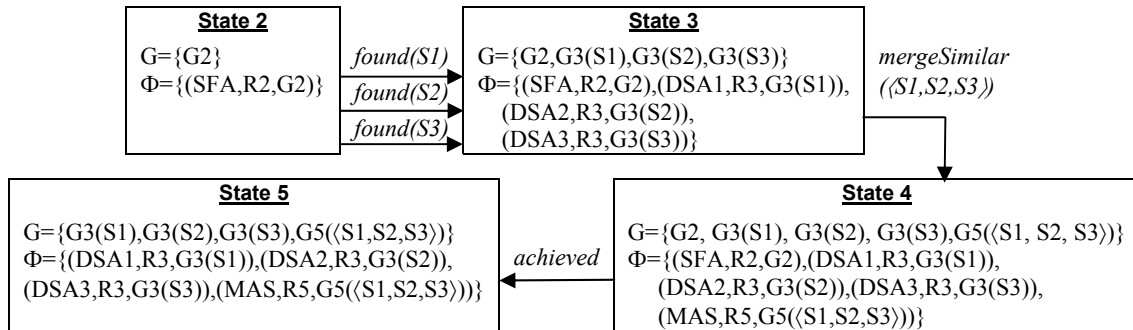 State 2
G={G2}
Φ={(SFA,R2,G2)}
found(S1)
found(S2)
found(S3)
State 3
G={G2,G3(S1),G3(S2),G3(S3)}
Φ={(SFA,R2,G2),(DSA1,R3,G3(S1)),
(DSA2,R3,G3(S2)),
(DSA3,R3,G3(S3))}
mergeSimilar
(⟨S1,S2,S3⟩)
State 5
G={G3(S1),G3(S2),G3(S3),G5(⟨S1,S2,S3⟩)}
Φ={(DSA1,R3,G3(S1)),(DSA2,R3,G3(S2)),
(DSA3,R3,G3(S3)),(MAS,R5,G5(⟨S1,S2,S3⟩))}
achieved
State 4
G={G2, G3(S1), G3(S2), G3(S3),G5(⟨S1, S2, S3⟩)}
Φ={(SFA,R2,G2),(DSA1,R3,G3(S1)),
(DSA2,R3,G3(S2)),(DSA3,R3,G3(S3)),
(MAS,R5,G5(⟨S1,S2,S3⟩))}